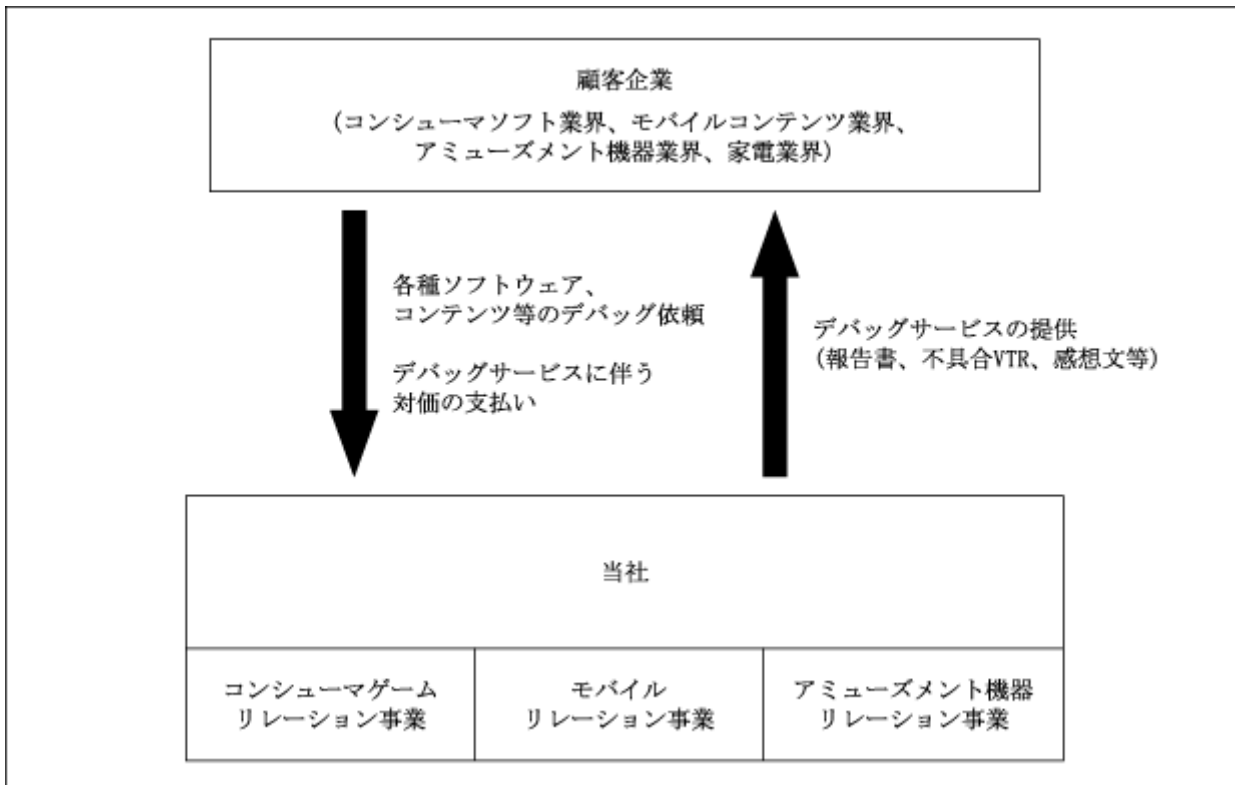 顧客企業
(コンシューマソフト業界、モバイルコンテンツ業界、
アミューズメント機器業界、家電業界)
各種ソフトウェア、
コンテンツ等のデバッグ依頼
デバッグサービスに伴う
対価の支払い
デバッグサービスの提供
(報告書、不具合VTR、感想文等)
当社
コンシューマゲーム
リレーション事業
モバイル
リレーション事業
アミューズメント機器
リレーション事業